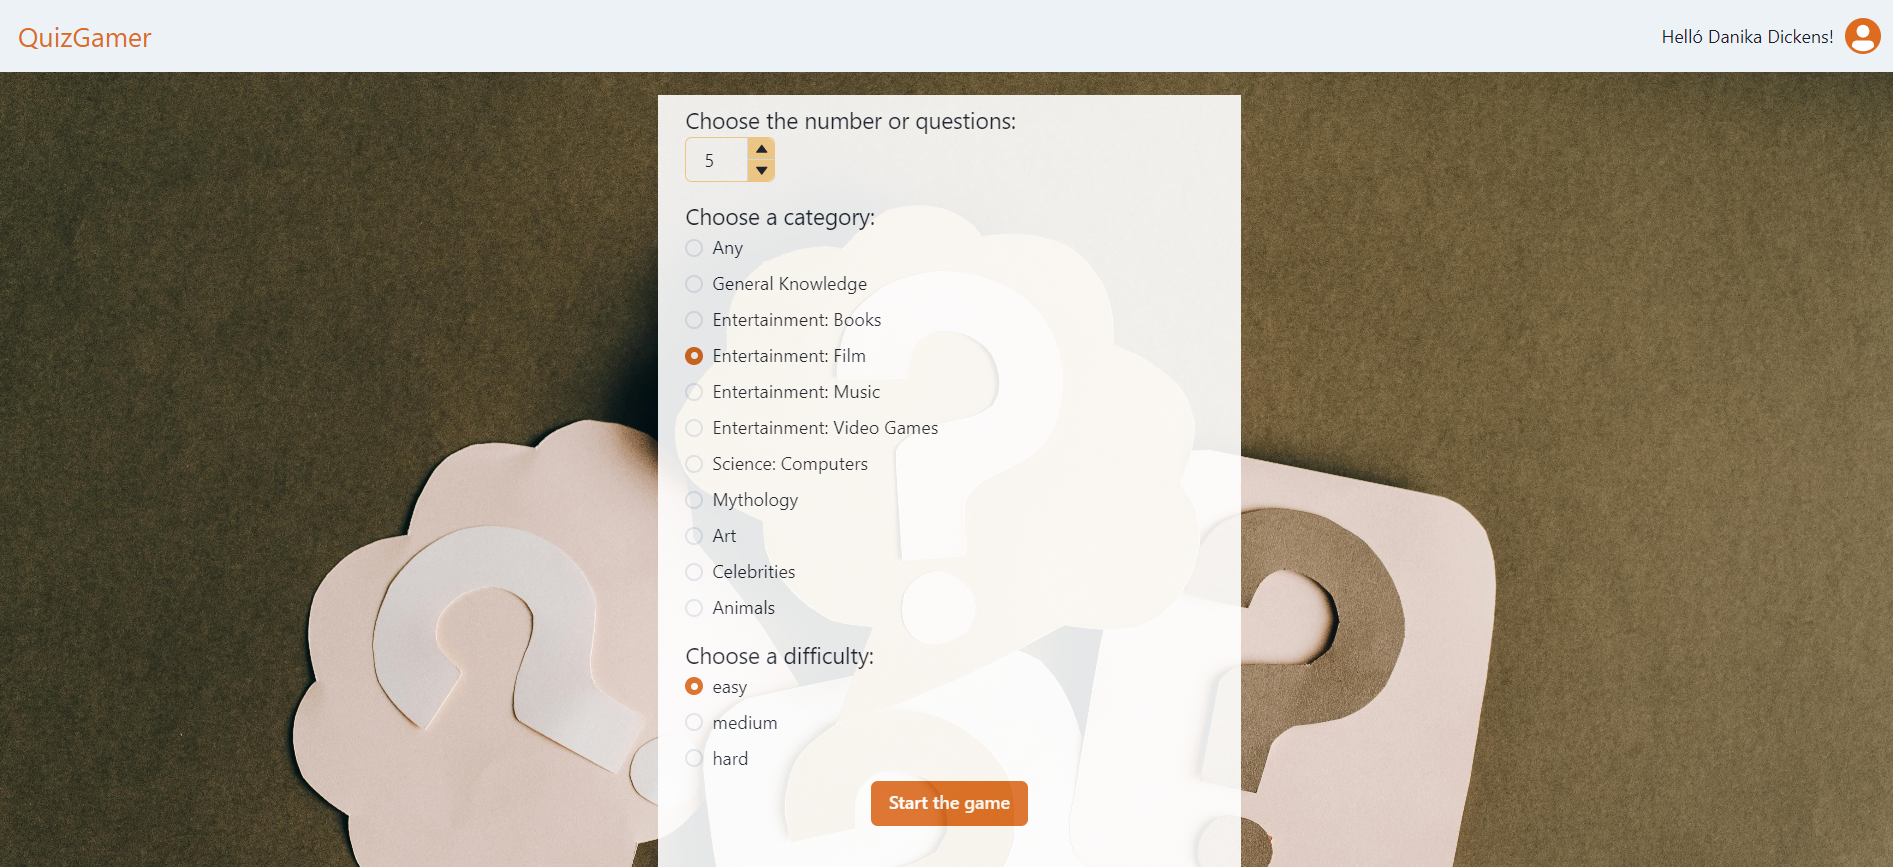 QuizGamer
Helló Danika Dickens!
Choose the number or questions:
5
Choose a category:
Any
General Knowledge
Entertainment: Books
Entertainment: Film
Entertainment: Music
Entertainment: Video Games
Science: Computers
Mythology
Art
Celebrities
Animals
Choose a difficulty:
easy
medium
hard
Start the game